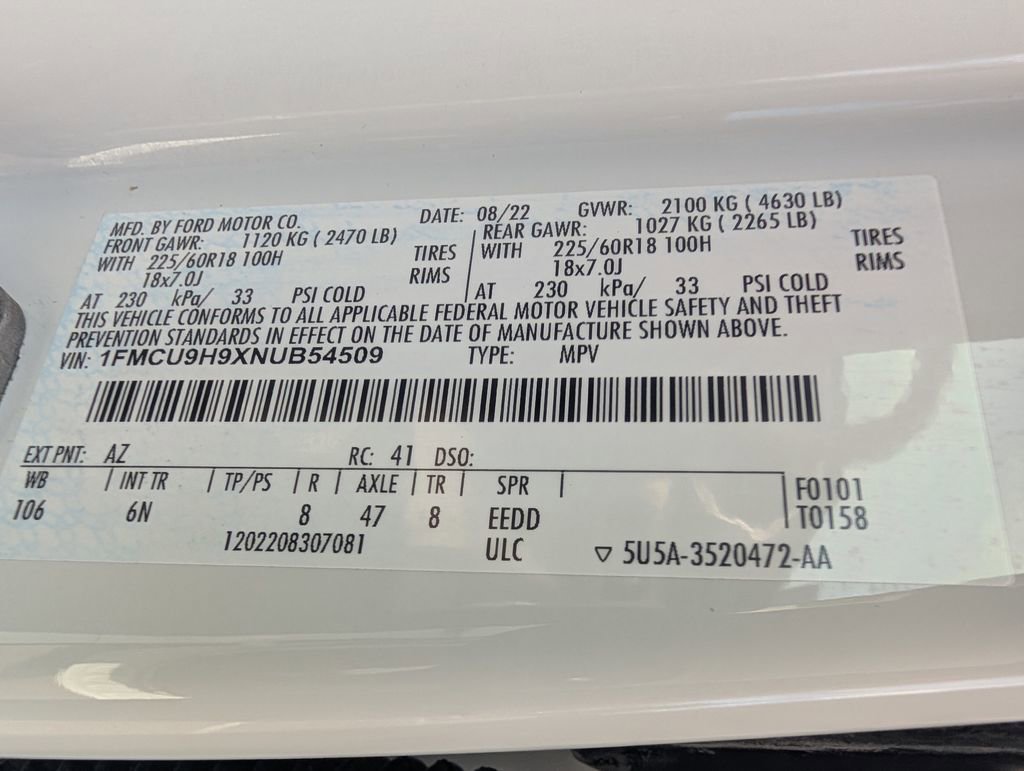 MFD. BY FORD MOTOR CO. DATE: 08/22 GVWR: 2100 KG ( 4630 LB)
FRONT GAWR: 1120 KG ( 2470 LB) REAR GAWR: 1027 KG ( 2265 LB)
WITH 225/60R18 100H TIRES WITH 225/60R18 100H TIRES
18x7.0J RIMS 18x7.0J RIMS
AT 230 kPa/ 33 PSI COLD AT 230 kPa/ 33 PSI COLD
THIS VEHICLE CONFORMS TO ALL APPLICABLE FEDERAL MOTOR VEHICLE SAFETY AND THEFT
PREVENTION STANDARDS IN EFFECT ON THE DATE OF MANUFACTURE SHOWN ABOVE.
VIN: 1FMCU9H9XNUB54509 TYPE: MPV
EXT PNT: AZ RC: 41 DSO:
WB | INT TR | TP/PS | R | AXLE | TR | SPR | F0101
106 6N 8 47 8 EEDD T0158
1202208307081 ULC ▽ 5U5A-3520472-AA